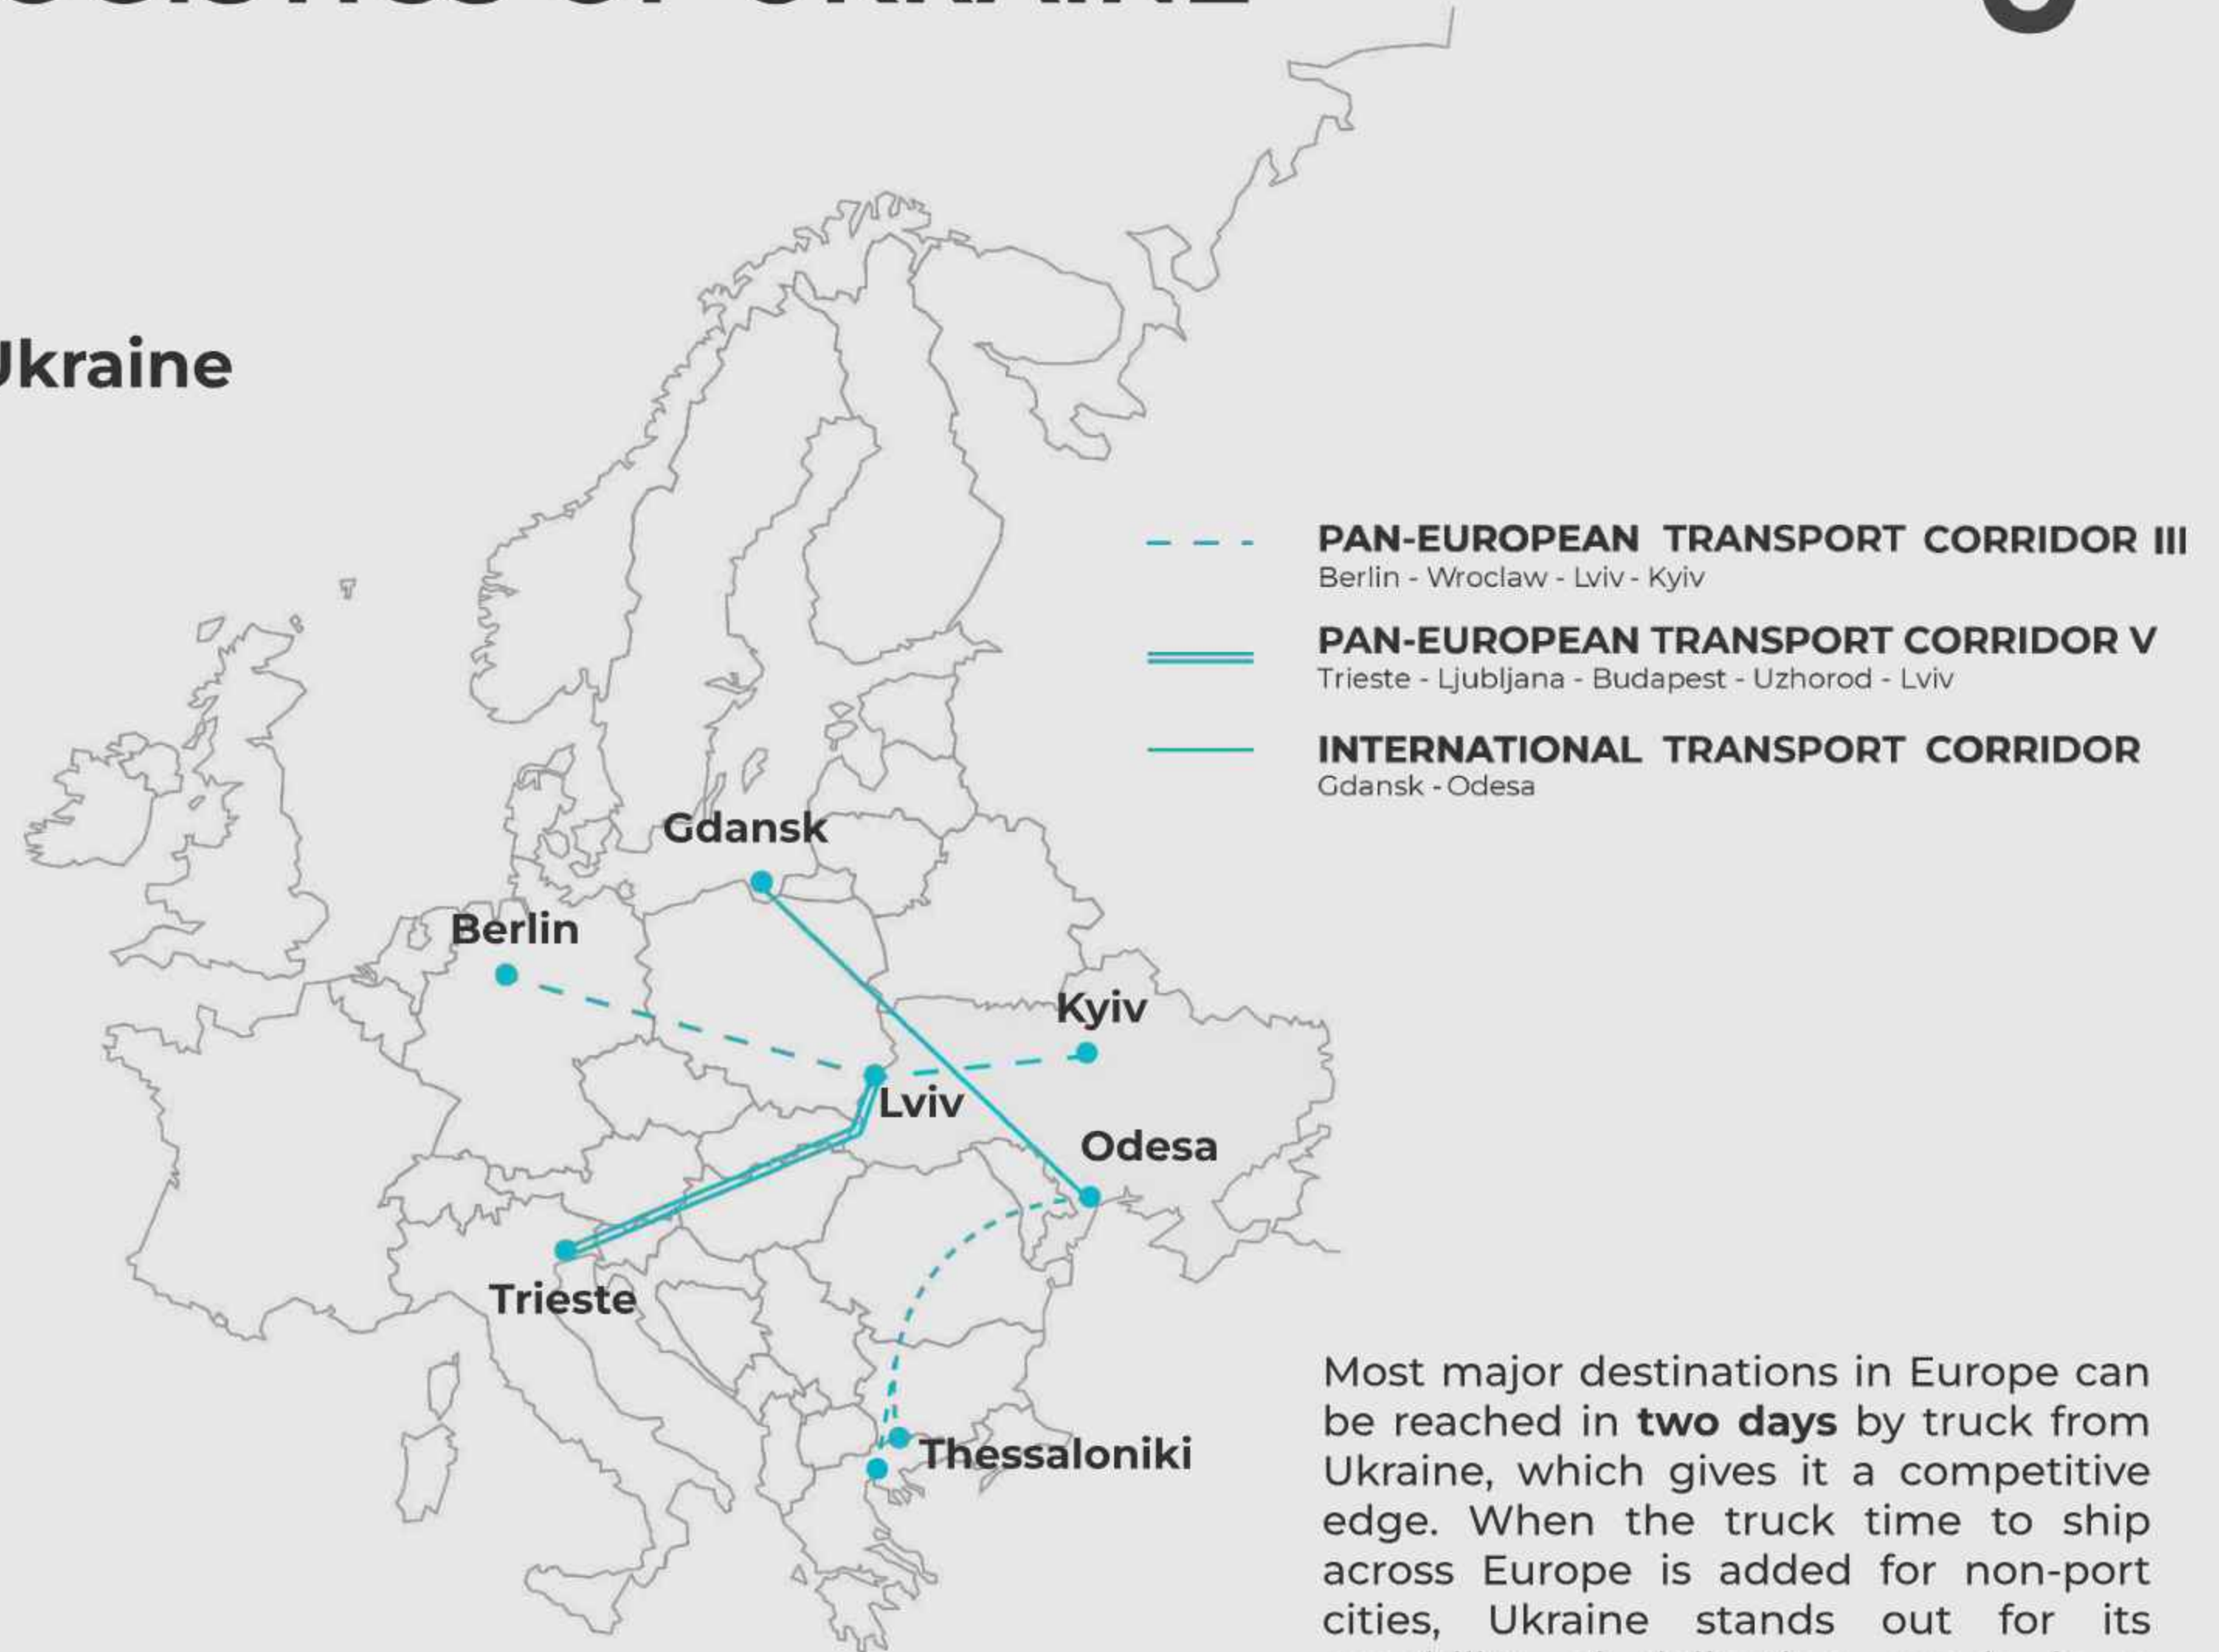 Ukraine
PAN-EUROPEAN TRANSPORT CORRIDOR III
Berlin - Wroclaw - Lviv - Kyiv
PAN-EUROPEAN TRANSPORT CORRIDOR V
Trieste - Ljubljana - Budapest - Uzhorod - Lviv
INTERNATIONAL TRANSPORT CORRIDOR
Gdansk - Odesa
Gdansk
Berlin
Kyiv
Lviv
Odesa
Trieste
Thessaloniki
Most major destinations in Europe can
be reached in two days by truck from
Ukraine, which gives it a competitive
edge. When the truck time to ship
across Europe is added for non-port
cities, Ukraine stands out for its